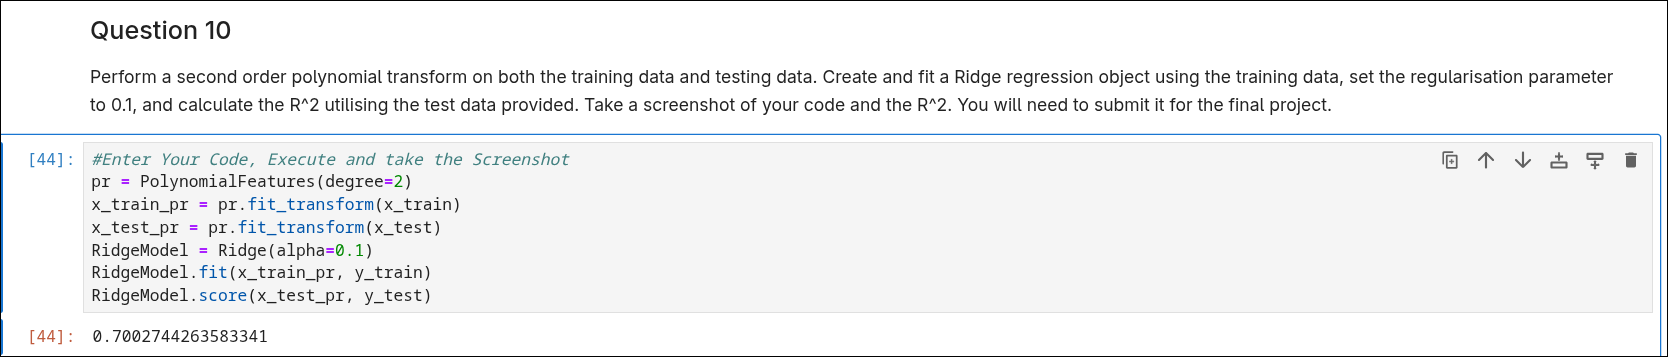 Question 10
Perform a second order polynomial transform on both the training data and testing data. Create and fit a Ridge regression object using the training data, set the regularisation parameter
to 0.1, and calculate the R^2 utilising the test data provided. Take a screenshot of your code and the R^2. You will need to submit it for the final project.
[44]: #Enter Your Code, Execute and take the Screenshot
pr = PolynomialFeatures(degree=2)
x_train_pr = pr.fit_transform(x_train)
x_test_pr = pr.fit_transform(x_test)
RidgeModel = Ridge(alpha=0.1)
RidgeModel.fit(x_train_pr, y_train)
RidgeModel.score(x_test_pr, y_test)
[44]: 0.7002744263583341